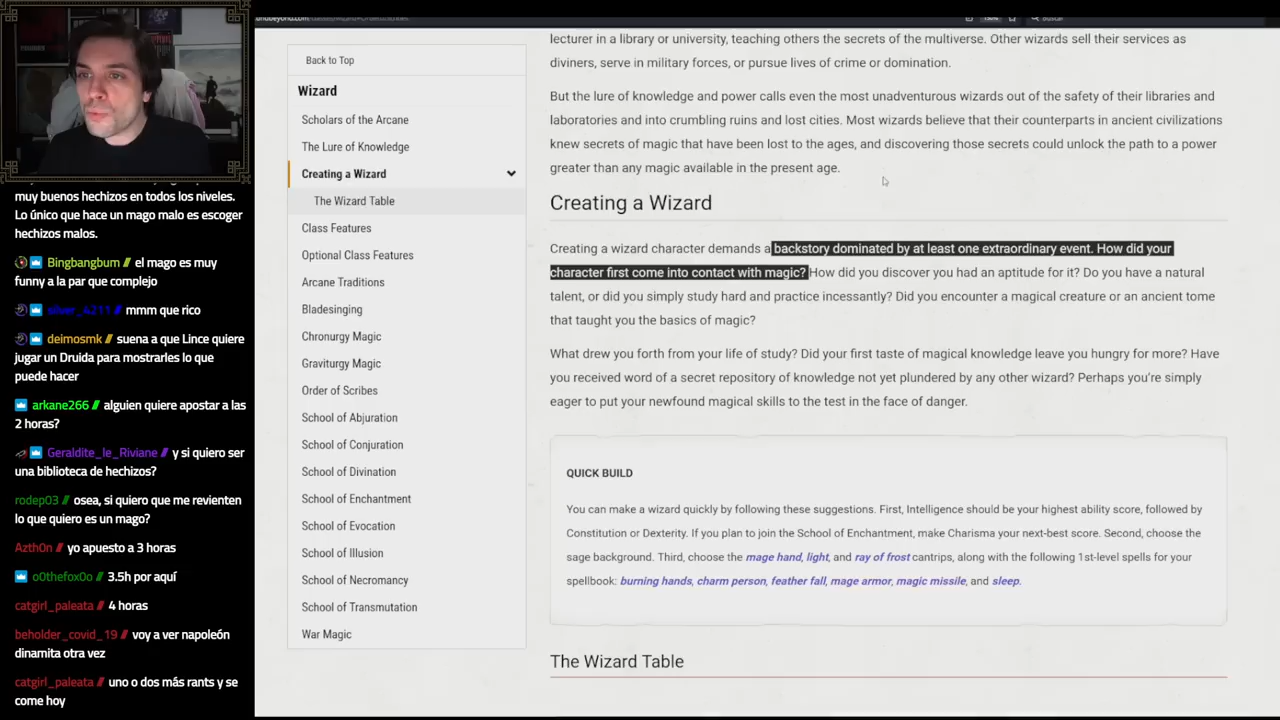 muy buenos hechizos en todos los niveles.
Lo único que hace un mago malo es escoger
hechizos malos.
Bingbangbum // el mago es muy
funny a la par que complejo
silver_4211 // mmm que rico
deimosmk // suena a que Lince quiere
jugar un Druida para mostrarles lo que
puede hacer
arkane266 // alguien quiere apostar a las
2 horas?
Geraldite_le_Riviane // y si quiero ser
una biblioteca de hechizos?
rodep03 // osea, si quiero que me revienten
lo que quiero es un mago?
Azth0n // yo apuesto a 3 horas
o0thefox0o // 3.5h por aquí
catgirl_paleata // 4 horas
beholder_covid_19 // voy a ver napoleón
dinamita otra vez
catgirl_paleata // uno o dos más rants y se
come hoy
Back to Top
Wizard
Scholars of the Arcane
The Lure of Knowledge
Creating a Wizard
The Wizard Table
Class Features
Optional Class Features
Arcane Traditions
Bladesinging
Chronurgy Magic
Graviturgy Magic
Order of Scribes
School of Abjuration
School of Conjuration
School of Divination
School of Enchantment
School of Evocation
School of Illusion
School of Necromancy
School of Transmutation
War Magic
lecturer in a library or university, teaching others the secrets of the multiverse. Other wizards sell their services as
diviners, serve in military forces, or pursue lives of crime or domination.
But the lure of knowledge and power calls even the most unadventurous wizards out of the safety of their libraries and
laboratories and into crumbling ruins and lost cities. Most wizards believe that their counterparts in ancient civilizations
knew secrets of magic that have been lost to the ages, and discovering those secrets could unlock the path to a power
greater than any magic available in the present age.
Creating a Wizard
Creating a wizard character demands a backstory dominated by at least one extraordinary event. How did your
character first come into contact with magic? How did you discover you had an aptitude for it? Do you have a natural
talent, or did you simply study hard and practice incessantly? Did you encounter a magical creature or an ancient tome
that taught you the basics of magic?
What drew you forth from your life of study? Did your first taste of magical knowledge leave you hungry for more? Have
you received word of a secret repository of knowledge not yet plundered by any other wizard? Perhaps you're simply
eager to put your newfound magical skills to the test in the face of danger.
QUICK BUILD
You can make a wizard quickly by following these suggestions. First, Intelligence should be your highest ability score, followed by
Constitution or Dexterity. If you plan to join the School of Enchantment, make Charisma your next-best score. Second, choose the
sage background. Third, choose the mage hand, light, and ray of frost cantrips, along with the following 1st-level spells for your
spellbook: burning hands, charm person, feather fall, mage armor, magic missile, and sleep.
The Wizard Table